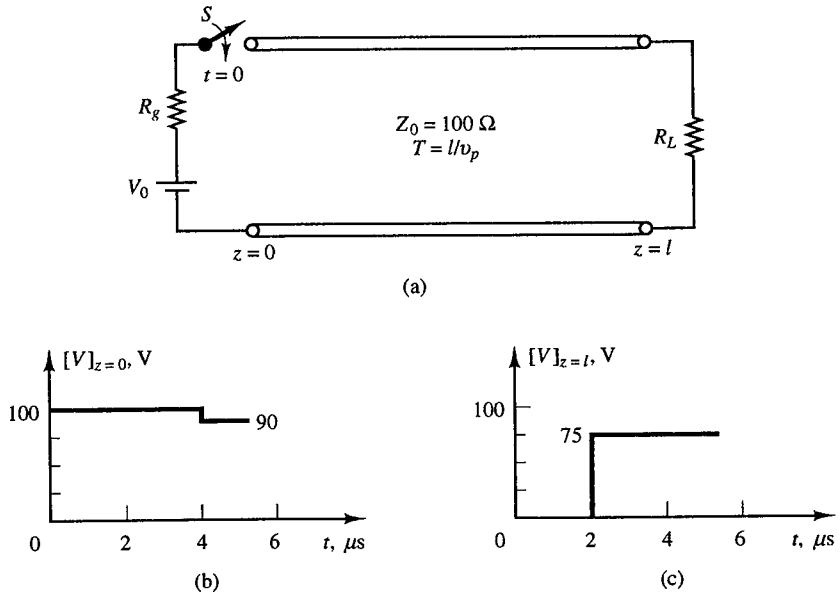 S
t = 0
R_g
V_0
Z_0 = 100 Ω
T = l/v_p
R_L
z = 0
z = l
(a)
[V]_{z = 0}, V
100
90
0
2
4
6
t, μs
(b)
[V]_{z = l}, V
100
75
0
2
4
6
t, μs
(c)